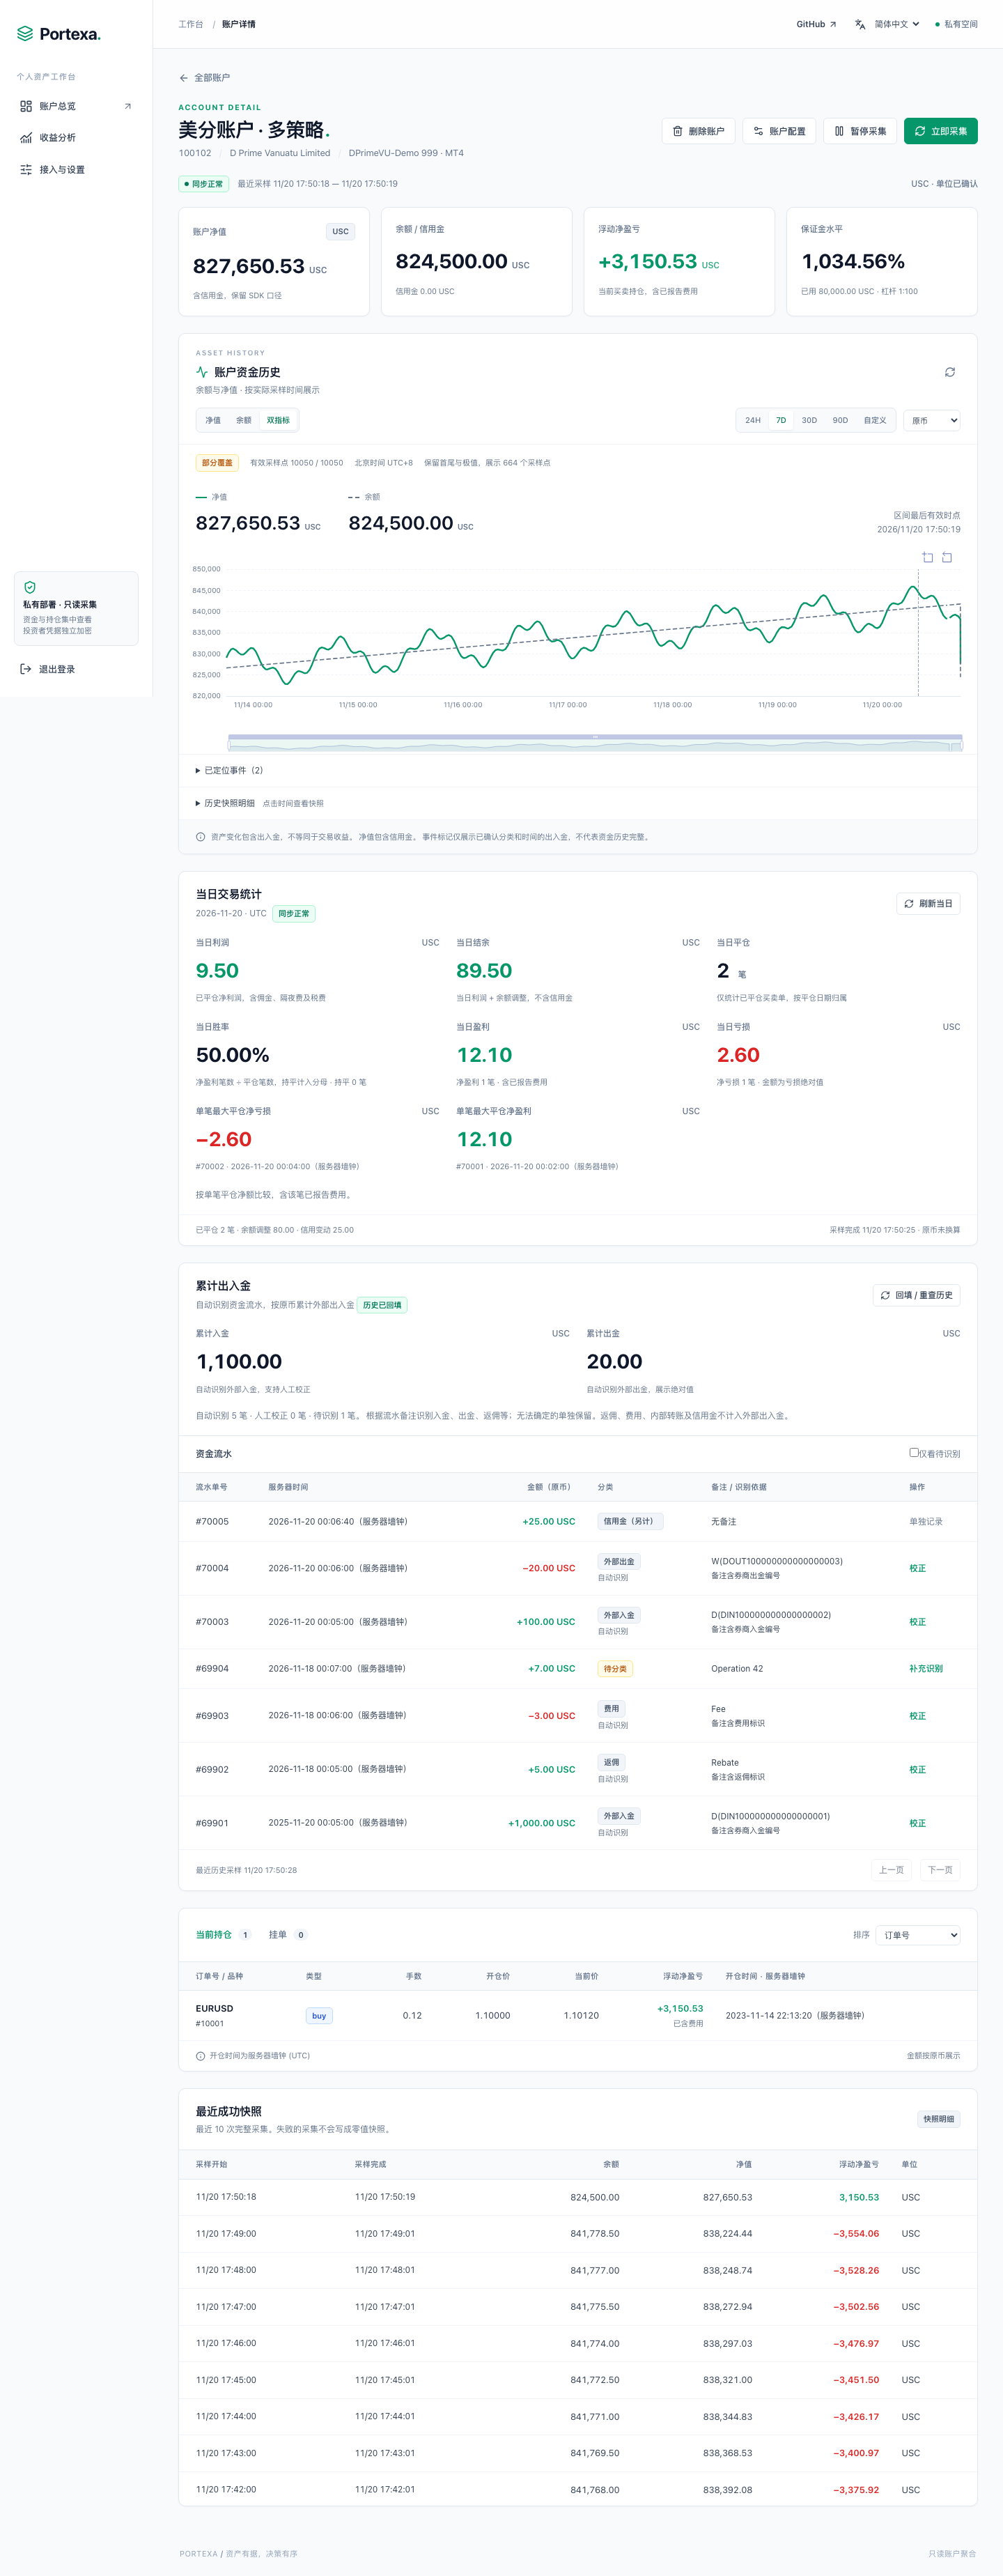 Portexa.
个人资产工作台
账户总览
收益分析
接入与设置
私有部署 · 只读采集
资金与持仓集中查看
投资者凭据独立加密
退出登录
工作台 / 账户详情
GitHub
简体中文
私有空间
全部账户
ACCOUNT DETAIL
美分账户 · 多策略.
100102 / D Prime Vanuatu Limited / DPrimeVU-Demo 999 · MT4
删除账户
账户配置
暂停采集
立即采集
同步正常 最近采样 11/20 17:50:18 — 11/20 17:50:19
USC · 单位已确认
账户净值 USC
827,650.53 USC
含信用金，保留 SDK 口径
余额 / 信用金
824,500.00 USC
信用金 0.00 USC
浮动净盈亏
+3,150.53 USC
当前买卖持仓，含已报告费用
保证金水平
1,034.56%
已用 80,000.00 USC · 杠杆 1:100
ASSET HISTORY
账户资金历史
余额与净值 · 按实际采样时间展示
净值 余额 双指标
24H 7D 30D 90D 自定义 原币
部分覆盖 有效采样点 10050 / 10050 北京时间 UTC+8 保留首尾与极值，展示 664 个采样点
净值
827,650.53 USC
余额
824,500.00 USC
区间最后有效时点
2026/11/20 17:50:19
850,000
845,000
840,000
835,000
830,000
825,000
820,000
11/14 00:00 11/15 00:00 11/16 00:00 11/17 00:00 11/18 00:00 11/19 00:00 11/20 00:00
已定位事件（2）
历史快照明细 点击时间查看快照
资产变化包含出入金，不等同于交易收益。 净值包含信用金。 事件标记仅展示已确认分类和时间的出入金，不代表资金历史完整。
当日交易统计
2026-11-20 · UTC 同步正常
刷新当日
当日利润 USC
9.50
已平仓净利润，含佣金、隔夜费及税费
当日结余 USC
89.50
当日利润 + 余额调整，不含信用金
当日平仓
2 笔
仅统计已平仓买卖单，按平仓日期归属
当日胜率
50.00%
净盈利笔数 ÷ 平仓笔数，持平计入分母 · 持平 0 笔
当日盈利 USC
12.10
净盈利 1 笔 · 含已报告费用
当日亏损 USC
2.60
净亏损 1 笔 · 金额为亏损绝对值
单笔最大平仓净亏损 USC
−2.60
#70002 · 2026-11-20 00:04:00（服务器墙钟）
单笔最大平仓净盈利 USC
12.10
#70001 · 2026-11-20 00:02:00（服务器墙钟）
按单笔平仓净额比较，含该笔已报告费用。
已平仓 2 笔 · 余额调整 80.00 · 信用变动 25.00
采样完成 11/20 17:50:25 · 原币未换算
累计出入金
自动识别资金流水，按原币累计外部出入金 历史已回填
回填 / 重查历史
累计入金 USC
1,100.00
自动识别外部入金，支持人工校正
累计出金 USC
20.00
自动识别外部出金，展示绝对值
自动识别 5 笔 · 人工校正 0 笔 · 待识别 1 笔。 根据流水备注识别入金、出金、返佣等；无法确定的单独保留。返佣、费用、内部转账及信用金不计入外部出入金。
资金流水
仅看待识别
流水单号 服务器时间 金额（原币） 分类 备注 / 识别依据 操作
#70005 2026-11-20 00:06:40（服务器墙钟） +25.00 USC 信用金（另计） 无备注 单独记录
#70004 2026-11-20 00:06:00（服务器墙钟） −20.00 USC 外部出金 自动识别 W(DOUT100000000000000003) 备注含券商出金编号 校正
#70003 2026-11-20 00:05:00（服务器墙钟） +100.00 USC 外部入金 自动识别 D(DIN100000000000000002) 备注含券商入金编号 校正
#69904 2026-11-18 00:07:00（服务器墙钟） +7.00 USC 待分类 Operation 42 补充识别
#69903 2026-11-18 00:06:00（服务器墙钟） −3.00 USC 费用 自动识别 Fee 备注含费用标识 校正
#69902 2026-11-18 00:05:00（服务器墙钟） +5.00 USC 返佣 自动识别 Rebate 备注含返佣标识 校正
#69901 2025-11-20 00:05:00（服务器墙钟） +1,000.00 USC 外部入金 自动识别 D(DIN100000000000000001) 备注含券商入金编号 校正
最近历史采样 11/20 17:50:28
上一页 下一页
当前持仓 1 挂单 0
排序 订单号
订单号 / 品种 类型 手数 开仓价 当前价 浮动净盈亏 开仓时间 · 服务器墙钟
EURUSD #10001 buy 0.12 1.10000 1.10120 +3,150.53 已含费用 2023-11-14 22:13:20（服务器墙钟）
开仓时间为服务器墙钟 (UTC)
金额按原币展示
最近成功快照
最近 10 次完整采集。失败的采集不会写成零值快照。
快照明细
采样开始 采样完成 余额 净值 浮动净盈亏 单位
11/20 17:50:18 11/20 17:50:19 824,500.00 827,650.53 3,150.53 USC
11/20 17:49:00 11/20 17:49:01 841,778.50 838,224.44 −3,554.06 USC
11/20 17:48:00 11/20 17:48:01 841,777.00 838,248.74 −3,528.26 USC
11/20 17:47:00 11/20 17:47:01 841,775.50 838,272.94 −3,502.56 USC
11/20 17:46:00 11/20 17:46:01 841,774.00 838,297.03 −3,476.97 USC
11/20 17:45:00 11/20 17:45:01 841,772.50 838,321.00 −3,451.50 USC
11/20 17:44:00 11/20 17:44:01 841,771.00 838,344.83 −3,426.17 USC
11/20 17:43:00 11/20 17:43:01 841,769.50 838,368.53 −3,400.97 USC
11/20 17:42:00 11/20 17:42:01 841,768.00 838,392.08 −3,375.92 USC
PORTEXA / 资产有据，决策有序
只读账户聚合